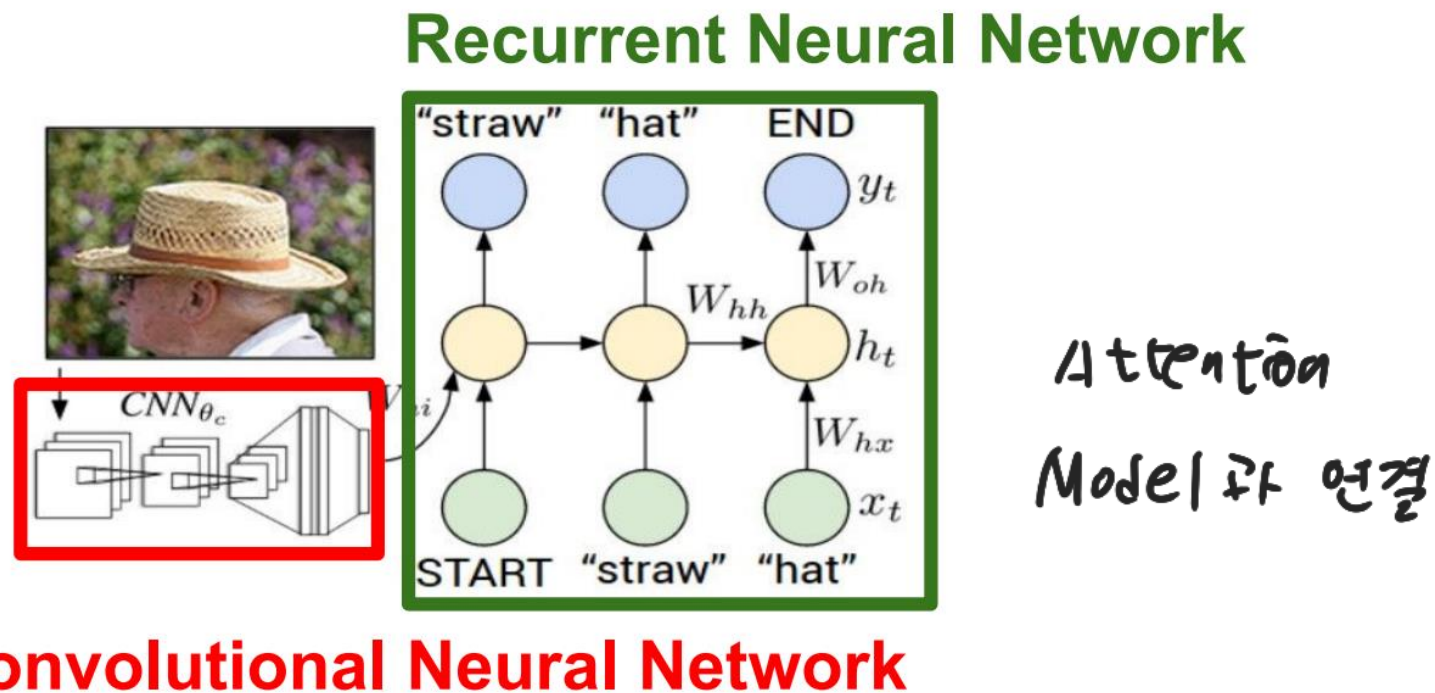 Recurrent Neural Network
“straw” “hat” END
y_t
W_oh
W_hh
h_t
CNN_θc
W_hi
W_hx
x_t
START “straw” “hat”
Attention
Model과 연결
onvolutional Neural Network